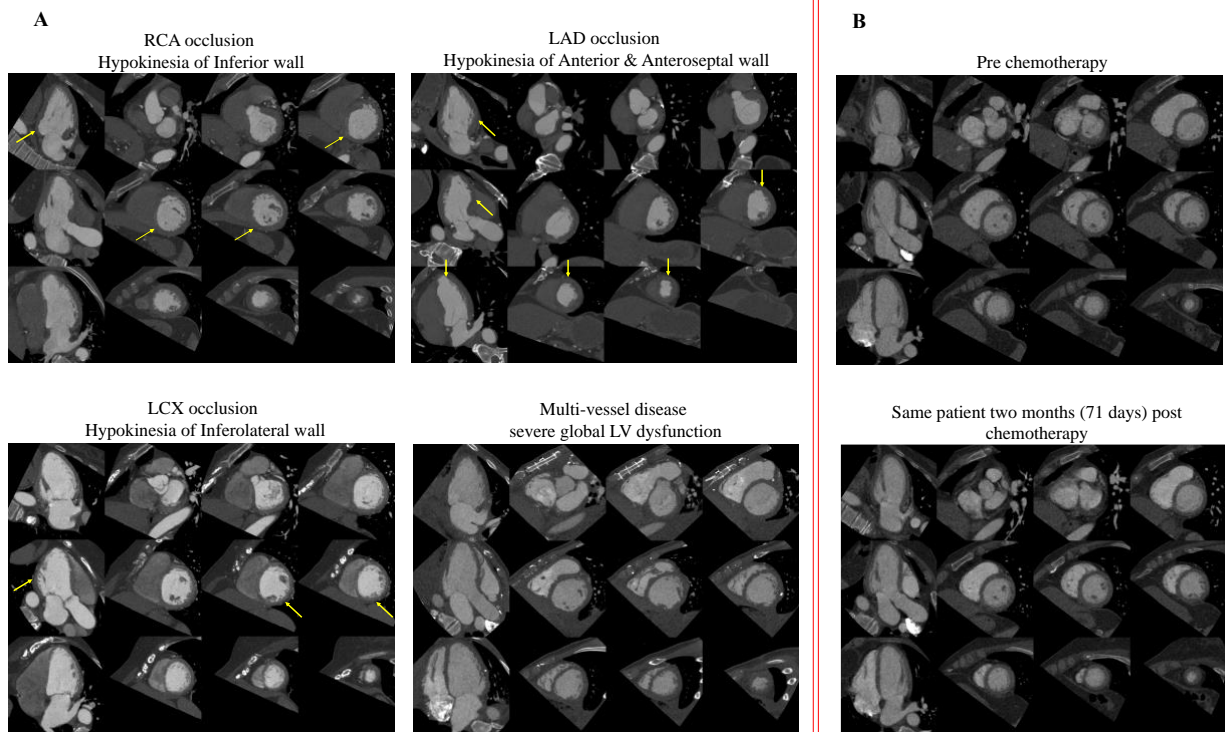 A
RCA occlusion
Hypokinesia of Inferior wall
LAD occlusion
Hypokinesia of Anterior & Anteroseptal wall
LCX occlusion
Hypokinesia of Inferolateral wall
Multi-vessel disease
severe global LV dysfunction
B
Pre chemotherapy
Same patient two months (71 days) post
chemotherapy